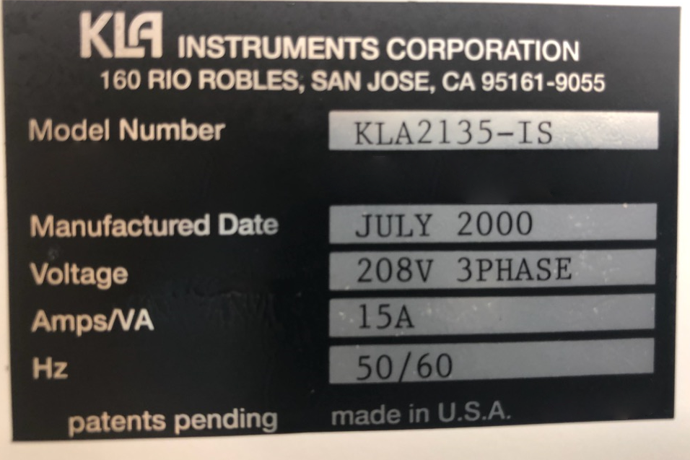 KLA INSTRUMENTS CORPORATION
160 RIO ROBLES, SAN JOSE, CA 95161-9055
Model Number KLA2135-IS
Manufactured Date JULY 2000
Voltage 208V 3PHASE
Amps/VA 15A
Hz 50/60
patents pending made in U.S.A.